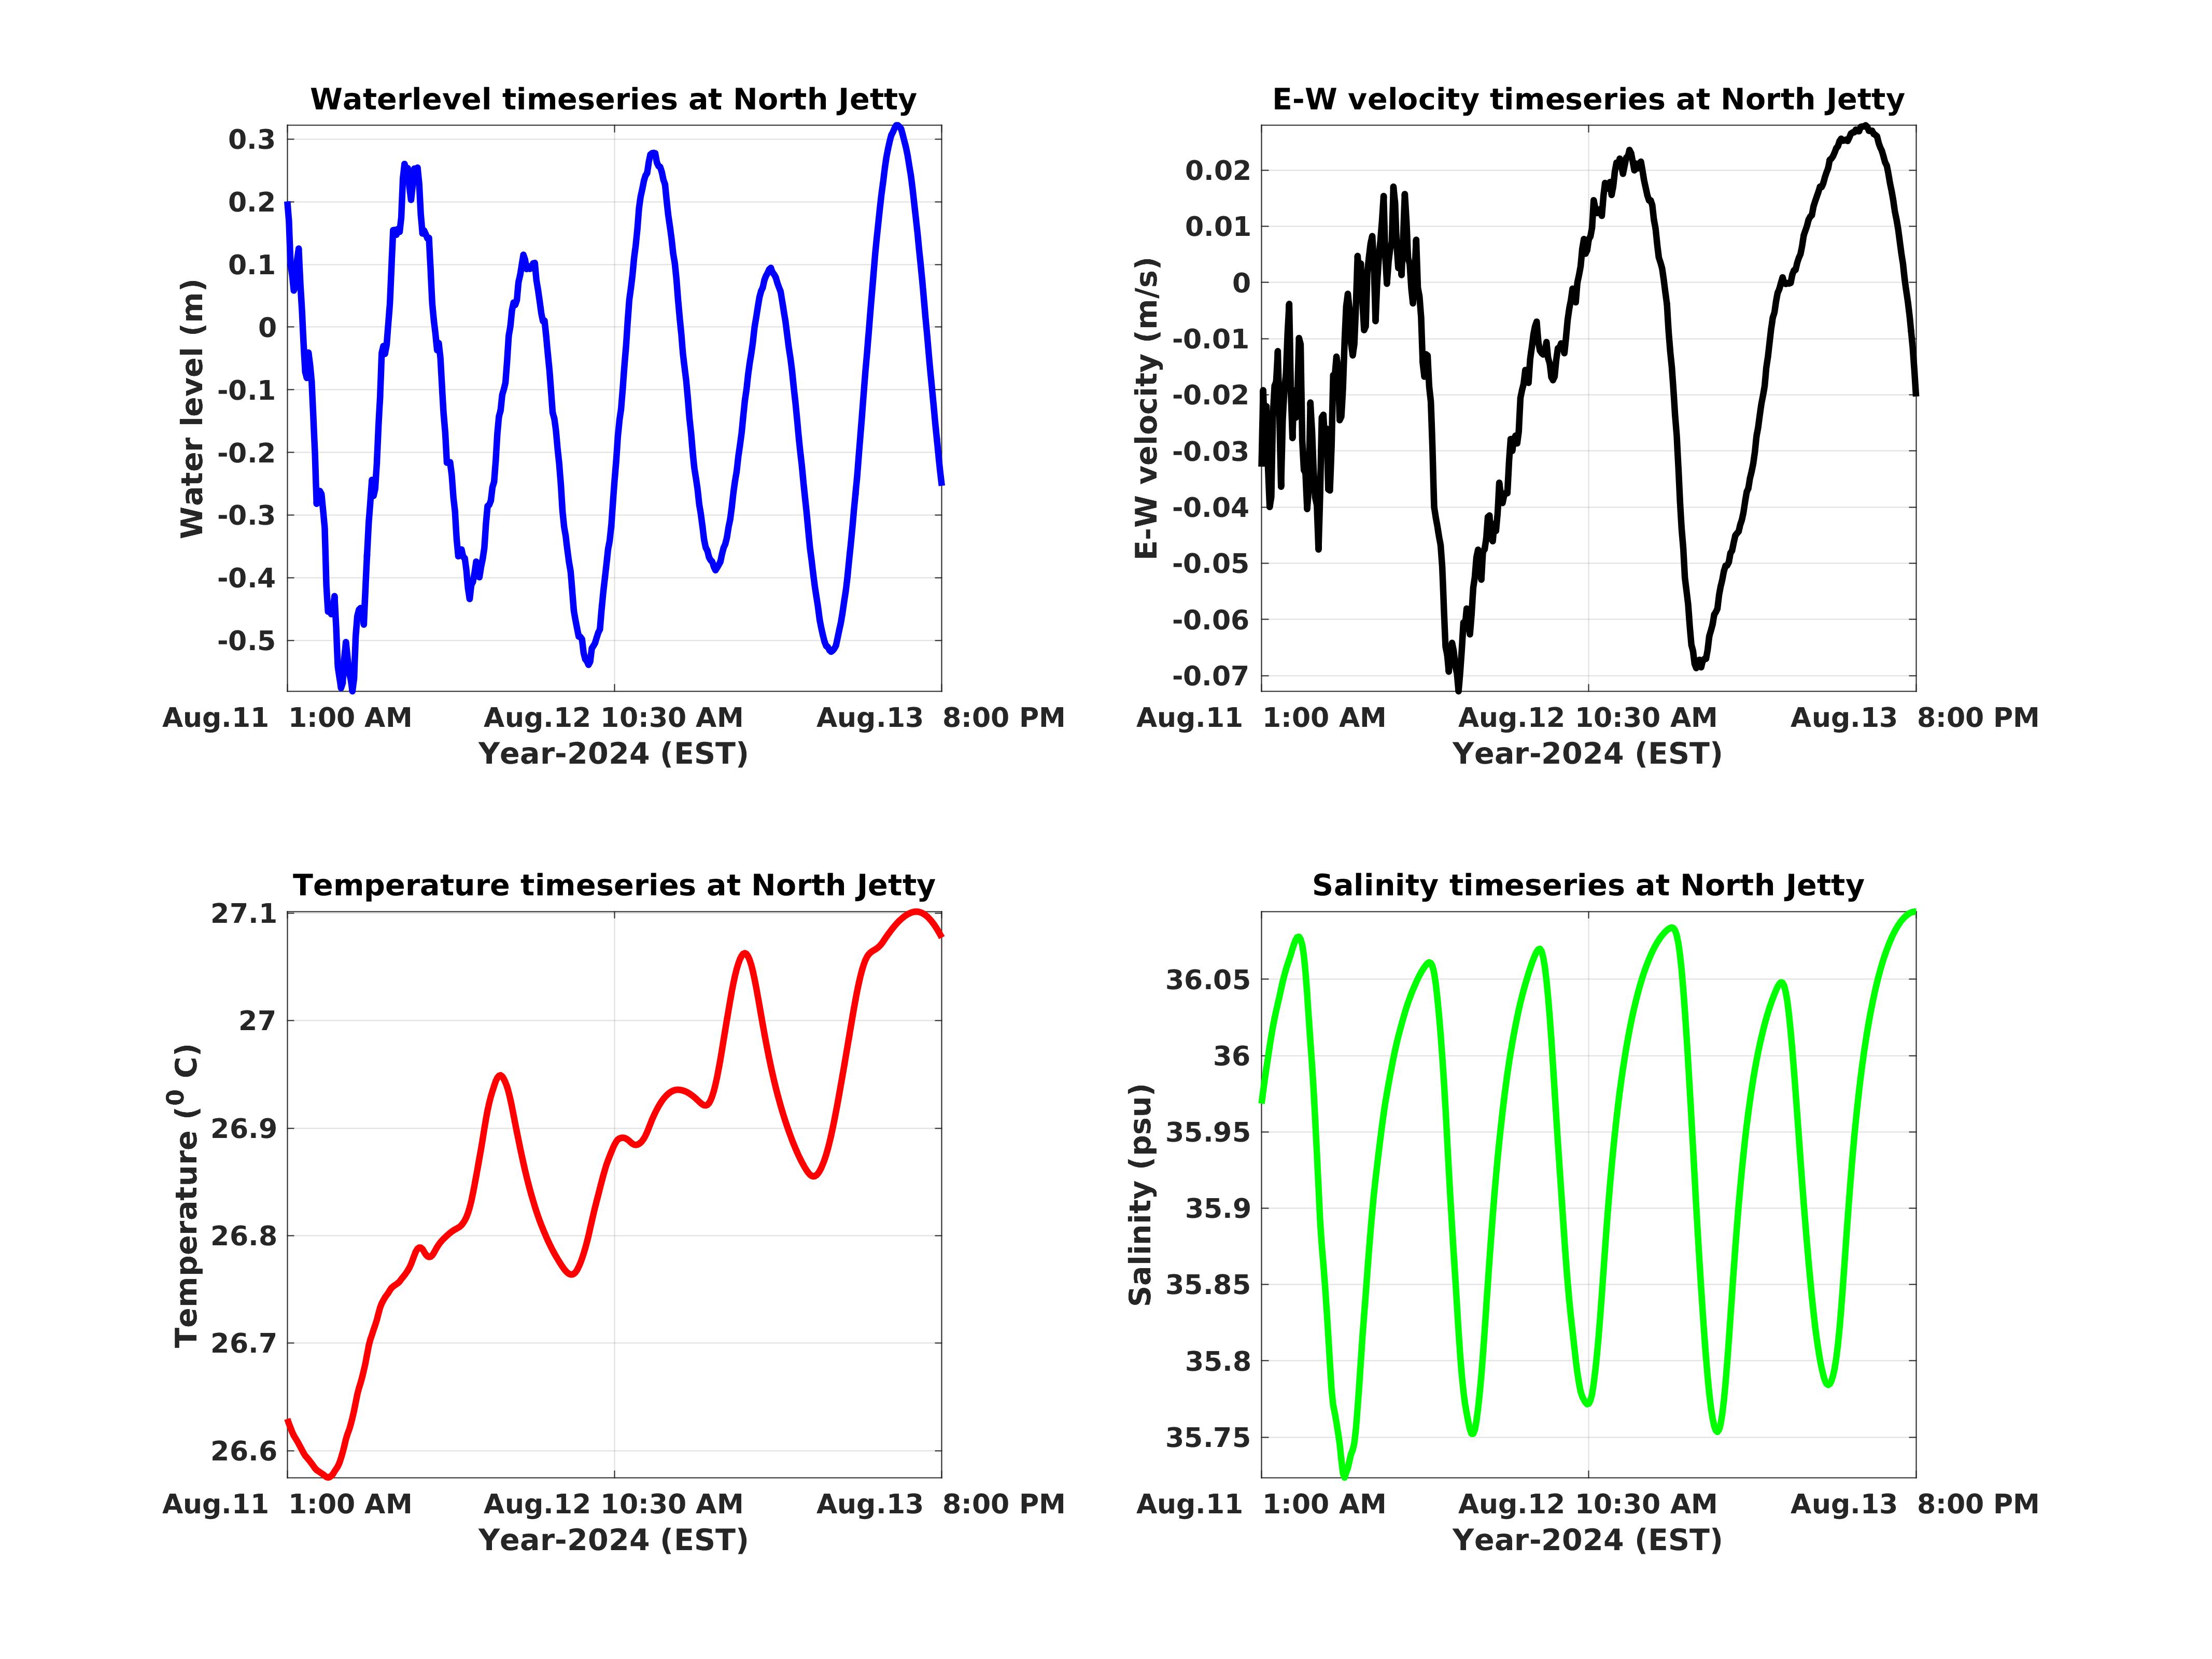 Waterlevel timeseries at North Jetty
0.3
0.2
0.1
0
-0.1
-0.2
-0.3
-0.4
-0.5
Water level (m)
Aug.11 1:00 AM
Aug.12 10:30 AM
Aug.13 8:00 PM
Year-2024 (EST)
E-W velocity timeseries at North Jetty
0.02
0.01
0
-0.01
-0.02
-0.03
-0.04
-0.05
-0.06
-0.07
E-W velocity (m/s)
Aug.11 1:00 AM
Aug.12 10:30 AM
Aug.13 8:00 PM
Year-2024 (EST)
Temperature timeseries at North Jetty
27.1
27
26.9
26.8
26.7
26.6
Temperature (⁰ C)
Aug.11 1:00 AM
Aug.12 10:30 AM
Aug.13 8:00 PM
Year-2024 (EST)
Salinity timeseries at North Jetty
36.05
36
35.95
35.9
35.85
35.8
35.75
Salinity (psu)
Aug.11 1:00 AM
Aug.12 10:30 AM
Aug.13 8:00 PM
Year-2024 (EST)